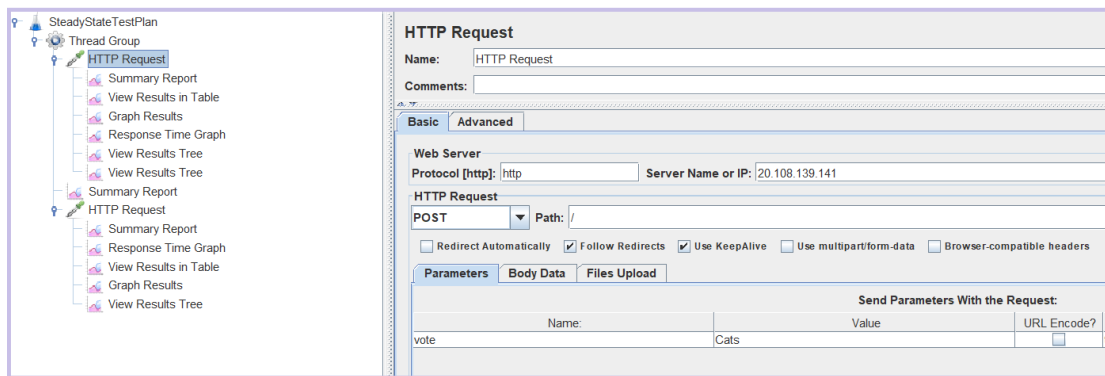 SteadyStateTestPlan
Thread Group
HTTP Request
Summary Report
View Results in Table
Graph Results
Response Time Graph
View Results Tree
View Results Tree
Summary Report
HTTP Request
Summary Report
Response Time Graph
View Results in Table
Graph Results
View Results Tree
HTTP Request
Name: HTTP Request
Comments:
Basic Advanced
Web Server
Protocol [http]: http Server Name or IP: 20.108.139.141
HTTP Request
POST Path: /
Redirect Automatically Follow Redirects Use KeepAlive Use multipart/form-data Browser-compatible headers
Parameters Body Data Files Upload
Send Parameters With the Request:
Name: Value URL Encode?
vote Cats